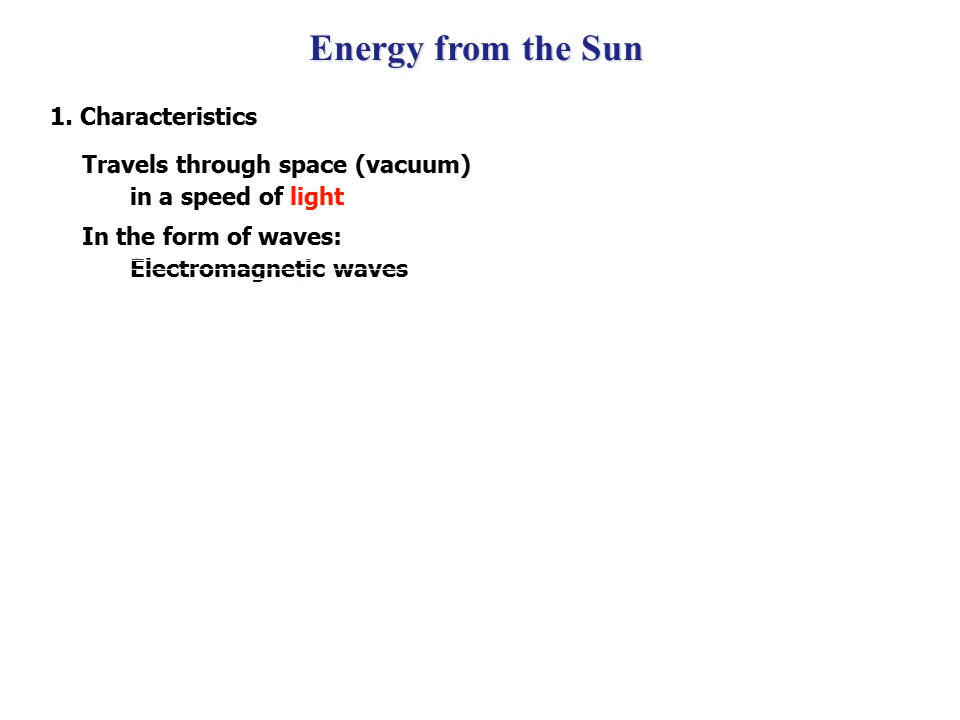 Energy from the Sun
1. Characteristics
Travels through space (vacuum)
in a speed of light
In the form of waves:
Electromagnetic waves